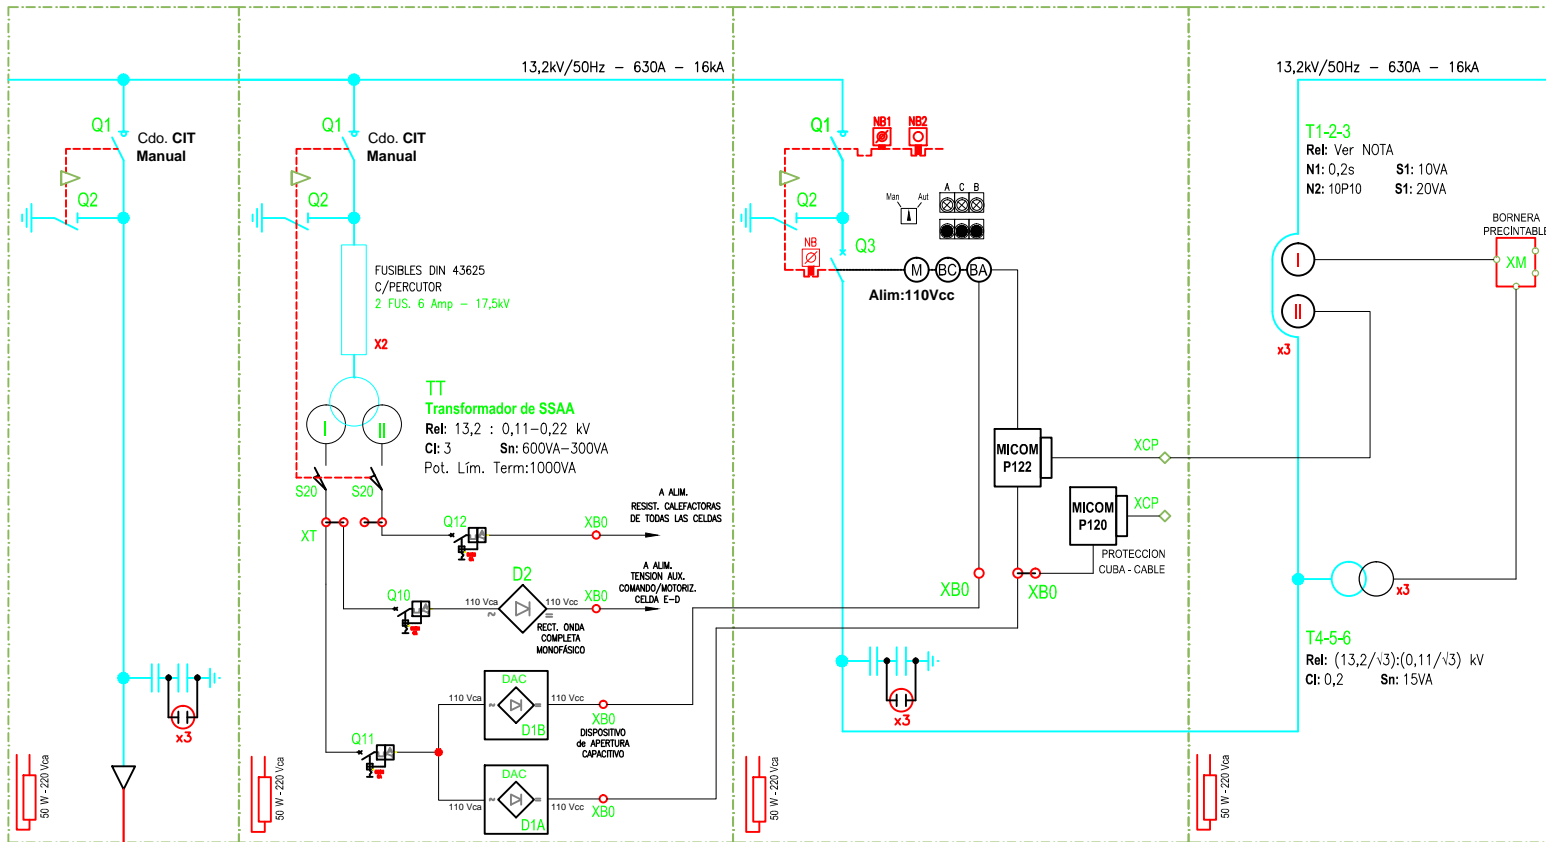 13,2kV/50Hz - 630A - 16kA
13,2kV/50Hz - 630A - 16kA
Q1
Cdo. CIT
Manual
Q2
x3
50 W - 220 Vca
Q1
Cdo. CIT
Manual
Q2
FUSIBLES DIN 43625
C/PERCUTOR
2 FUS. 6 Amp - 17,5kV
X2
TT
Transformador de SSAA
Rel: 13,2 : 0,11-0,22 kV
Cl: 3 Sn: 600VA-300VA
Pot. Lím. Term:1000VA
I
II
S20
S20
XT
Q12
XB0
A ALIM.
RESIST. CALEFACTORAS
DE TODAS LAS CELDAS
Q10
110 Vca
D2
110 Vcc
XB0
RECT. ONDA
COMPLETA
MONOFÁSICO
A ALIM.
TENSION AUX.
COMANDO/MOTORIZ.
CELDA E-D
Q11
110 Vca
DAC
D1B
110 Vcc
XB0
DISPOSITIVO
de APERTURA
CAPACITIVO
110 Vca
DAC
D1A
110 Vcc
XB0
50 W - 220 Vca
Q1
NB1
NB2
Q2
Man
Aut
A C B
Q3
NB
M
BC
BA
Alim:110Vcc
MICOM
P122
XCP
MICOM
P120
XCP
PROTECCION
CUBA - CABLE
XB0
XB0
x3
50 W - 220 Vca
T1-2-3
Rel: Ver NOTA
N1: 0,2s S1: 10VA
N2: 10P10 S1: 20VA
BORNERA
PRECÍNTABLE
XM
I
II
x3
x3
T4-5-6
Rel: (13,2/√3):(0,11/√3) kV
Cl: 0,2 Sn: 15VA
50 W - 220 Vca